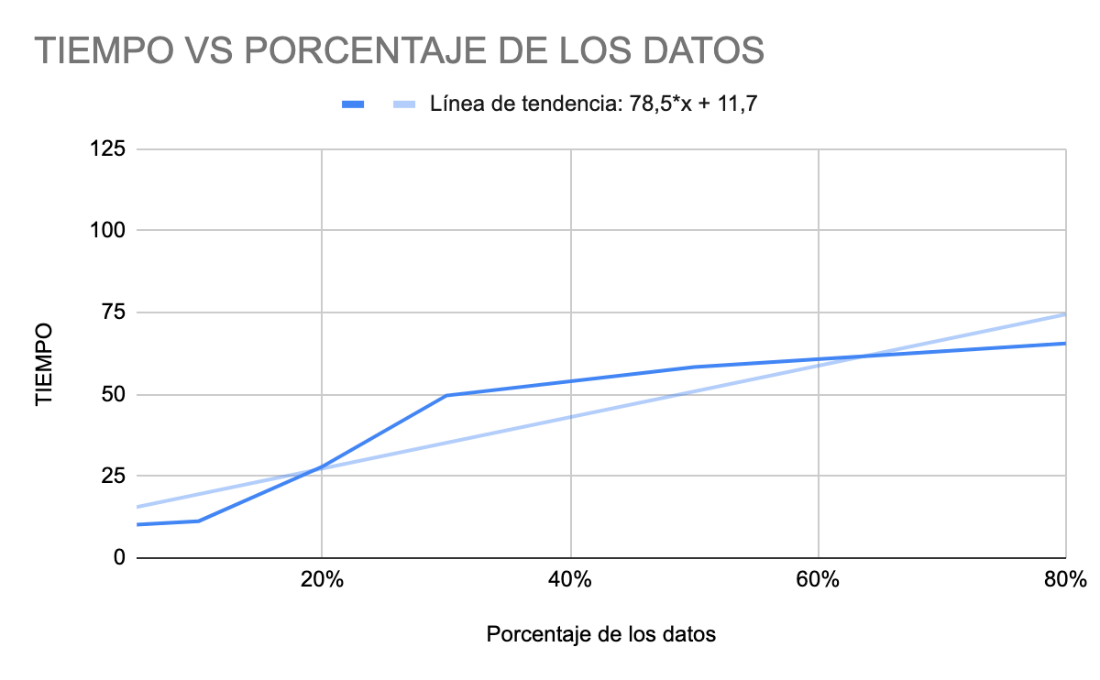 TIEMPO VS PORCENTAJE DE LOS DATOS
Línea de tendencia: 78,5*x + 11,7
125
100
75
50
25
0
TIEMPO
20%
40%
60%
80%
Porcentaje de los datos